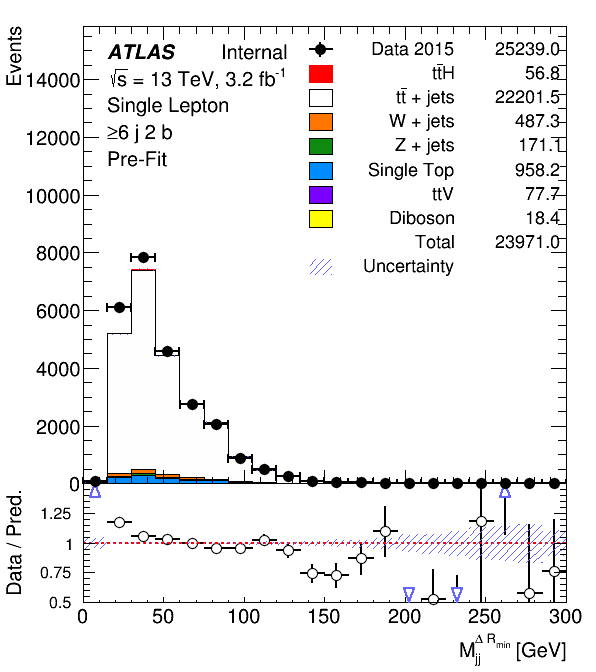 Events
ATLAS Internal
√s = 13 TeV, 3.2 fb⁻¹
Single Lepton
≥6 j 2 b
Pre-Fit
Data 2015 25239.0
tt̄H 56.8
tt̄ + jets 22201.5
W + jets 487.3
Z + jets 171.1
Single Top 958.2
ttV 77.7
Diboson 18.4
Total 23971.0
Uncertainty
14000
12000
10000
8000
6000
4000
2000
0
Data / Pred.
1.25
1
0.75
0.5
0 50 100 150 200 250 300
M_jj^ΔR_min [GeV]